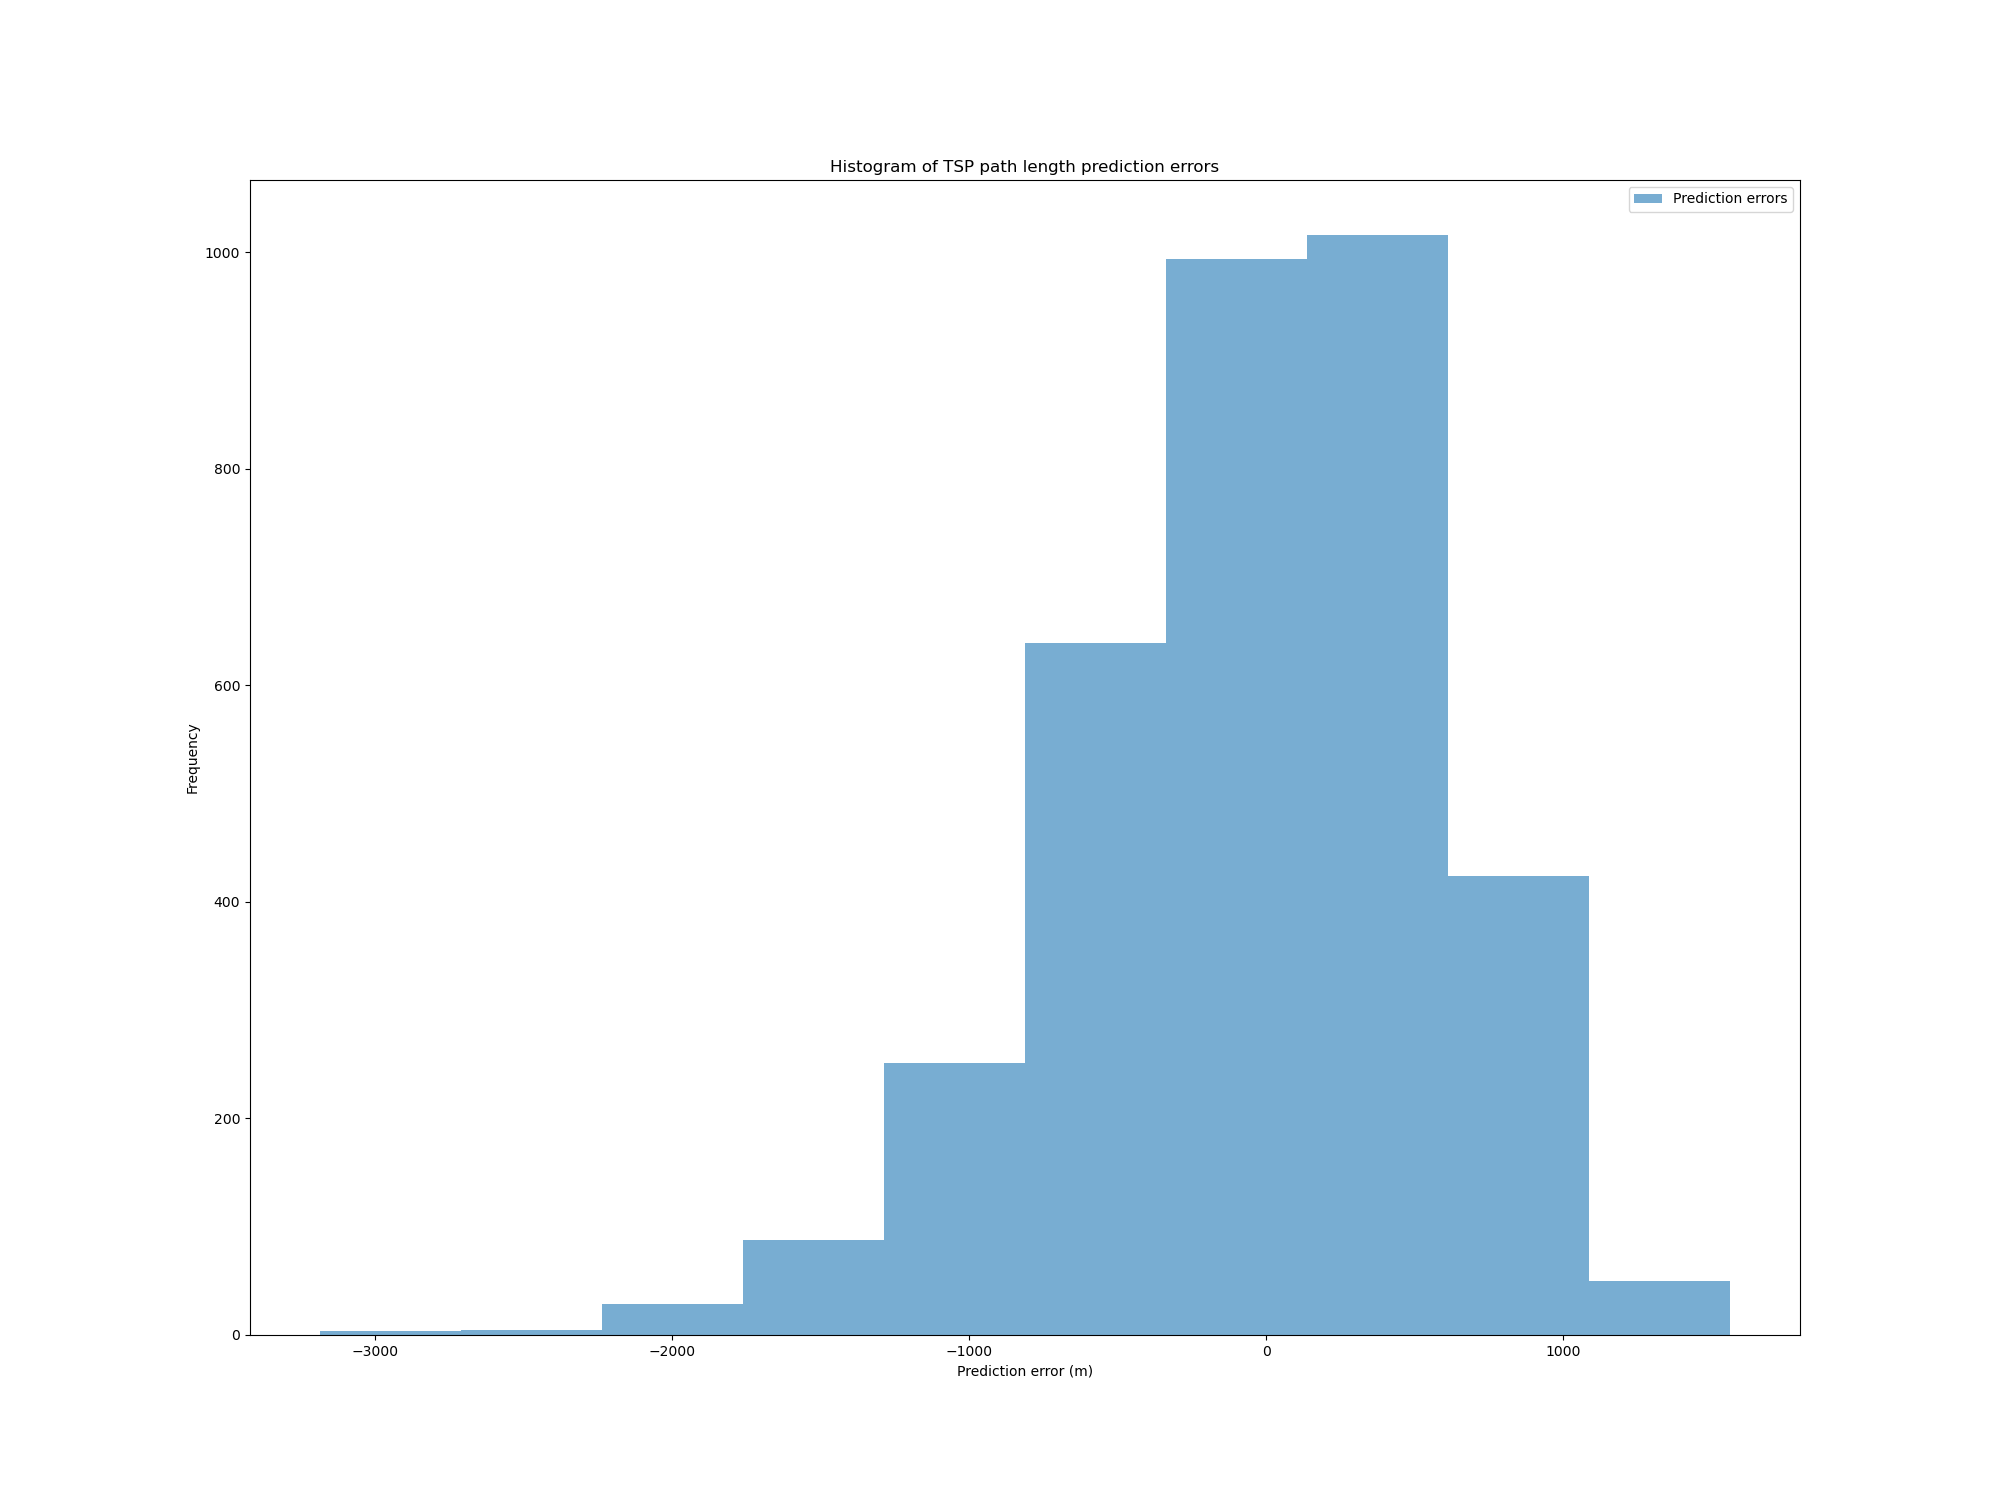 Histogram of TSP path length prediction errors
Prediction errors
1000
800
600
400
200
0
Frequency
−3000
−2000
−1000
0
1000
Prediction error (m)